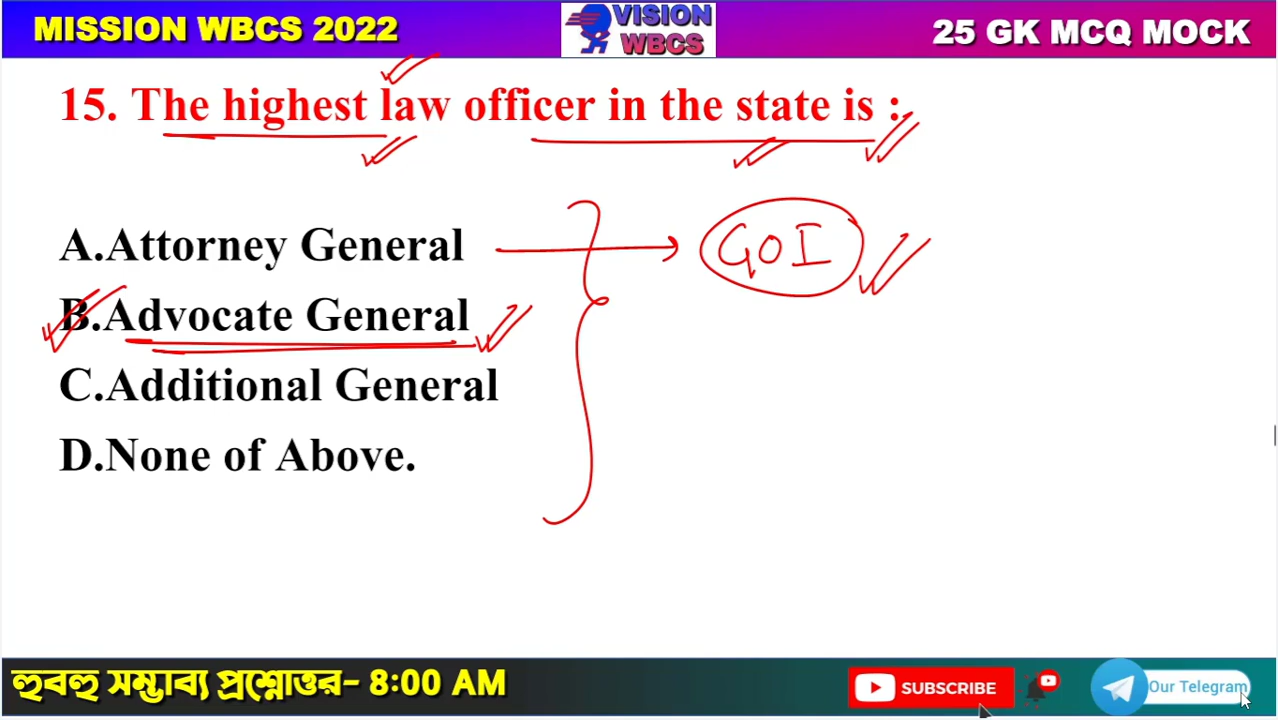 MISSION WBCS 2022
VISION
WBCS
25 GK MCQ MOCK
15. The highest law officer in the state is :
A.Attorney General
GOI
B.Advocate General
C.Additional General
D.None of Above.
হুবহু সম্ভাব্য প্রশ্নোত্তর- 8:00 AM
SUBSCRIBE
Our Telegram